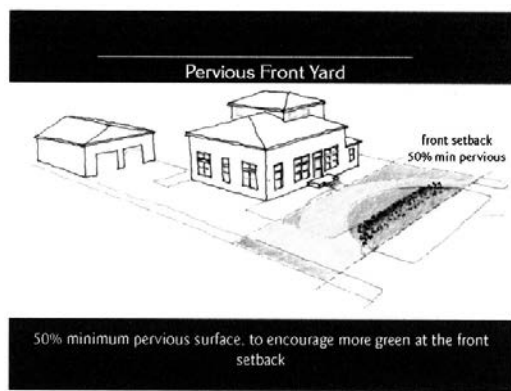 Pervious Front Yard
front setback
50% min pervious
50% minimum pervious surface, to encourage more green at the front
setback